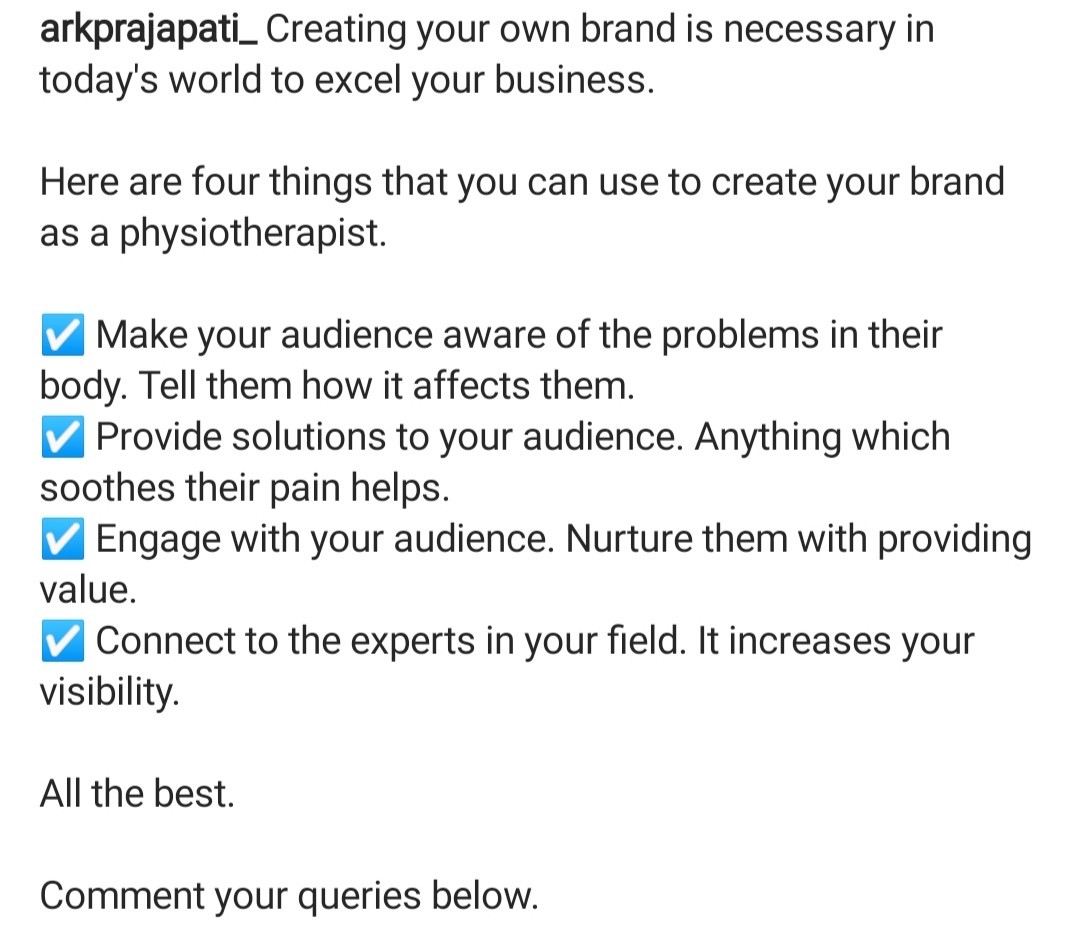 arkprajapati_ Creating your own brand is necessary in
today's world to excel your business.
Here are four things that you can use to create your brand
as a physiotherapist.
☑️ Make your audience aware of the problems in their
body. Tell them how it affects them.
☑️ Provide solutions to your audience. Anything which
soothes their pain helps.
☑️ Engage with your audience. Nurture them with providing
value.
☑️ Connect to the experts in your field. It increases your
visibility.
All the best.
Comment your queries below.